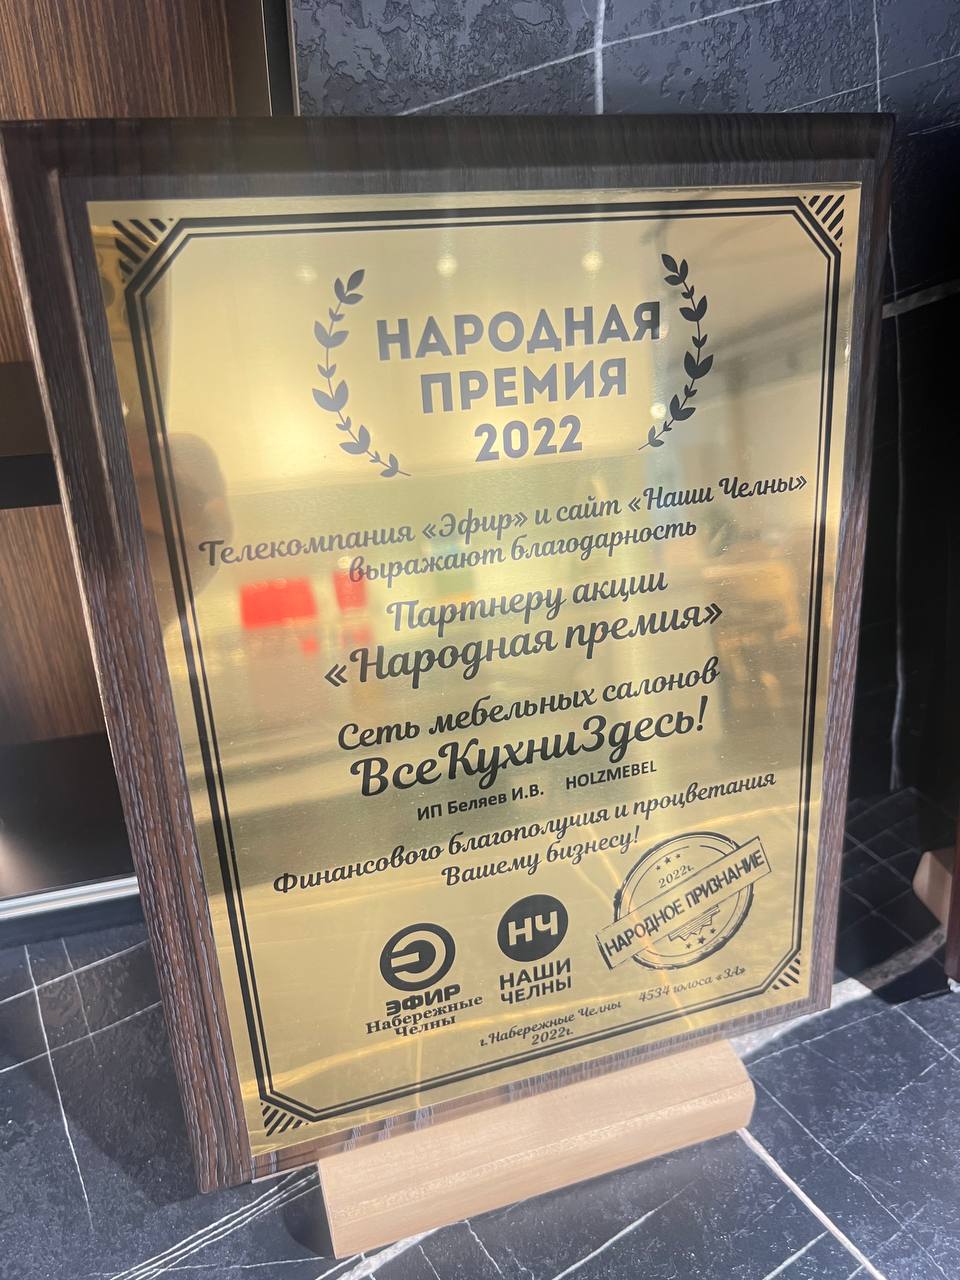 НАРОДНАЯ
ПРЕМИЯ
2022
Телекомпания «Эфир» и сайт «Наши Челны»
выражают благодарность
Партнеру акции
«Народная премия»
Сеть мебельных салонов
ВсеКухниЗдесь!
ИП Беляев И.В. HOLZMEBEL
Финансового благополучия и процветания
Вашему бизнесу!
2022г.
НАРОДНОЕ ПРИЗНАНИЕ
НЧ
ЭФИР
Набережные
Челны
НАШИ
ЧЕЛНЫ
г.Набережные Челны 4534 голоса «ЗА»
2022г.